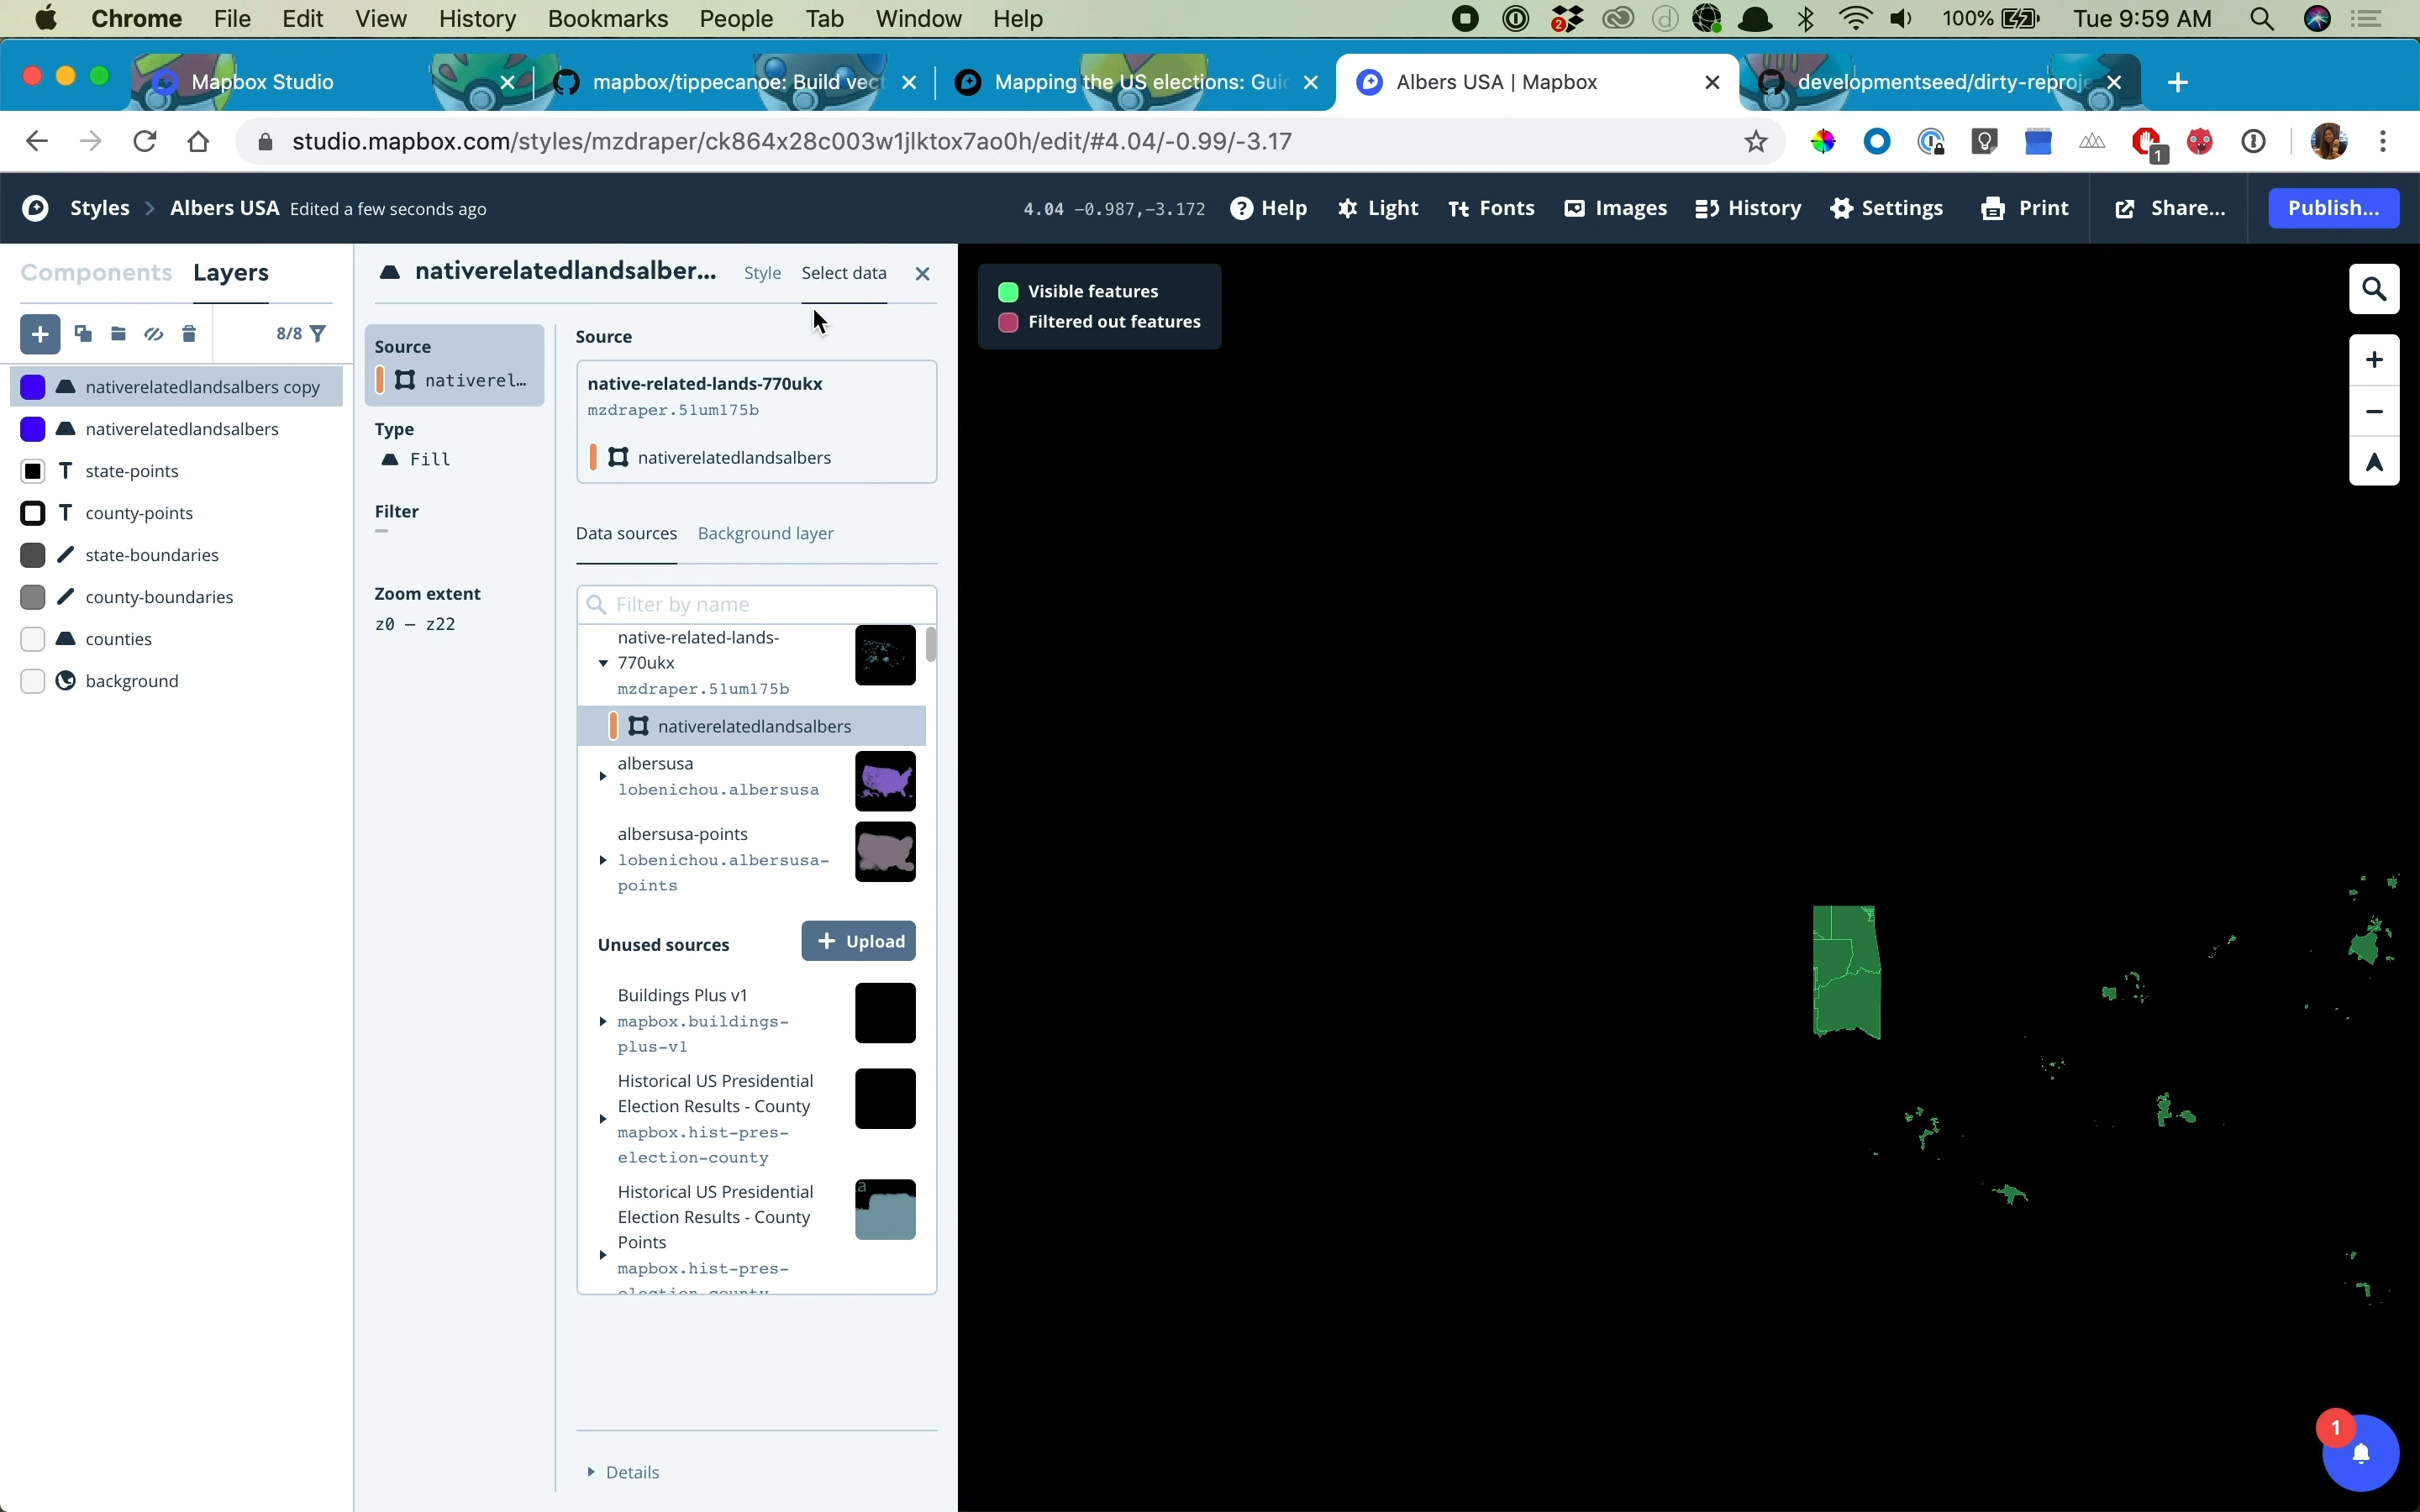 Chrome File Edit View History Bookmarks People Tab Window Help
2 d 100% Tue 9:59 AM
Mapbox Studio
mapbox/tippecanoe: Build vect
Mapping the US elections: Guid
Albers USA | Mapbox
developmentseed/dirty-reproje
studio.mapbox.com/styles/mzdraper/ck864x28c003w1jlktox7ao0h/edit/#4.04/-0.99/-3.17
1
Styles > Albers USA Edited a few seconds ago
4.04 -0.987,-3.172 Help Light Fonts Images History Settings Print Share... Publish...
Components Layers
8/8
nativerelatedlandsalbers copy
nativerelatedlandsalbers
state-points
county-points
state-boundaries
county-boundaries
counties
background
nativerelatedlandsalber... Style Select data
Source
nativerel...
Type
Fill
Filter
Zoom extent
z0 – z22
Source
native-related-lands-770ukx
mzdraper.51um175b
nativerelatedlandsalbers
Data sources Background layer
Filter by name
native-related-lands-
770ukx
mzdraper.51um175b
nativerelatedlandsalbers
albersusa
lobenichou.albersusa
albersusa-points
lobenichou.albersusa-
points
Unused sources + Upload
Buildings Plus v1
mapbox.buildings-
plus-v1
Historical US Presidential
Election Results - County
mapbox.hist-pres-
election-county
Historical US Presidential
Election Results - County
Points
mapbox.hist-pres-
election-county
Details
Visible features
Filtered out features
1